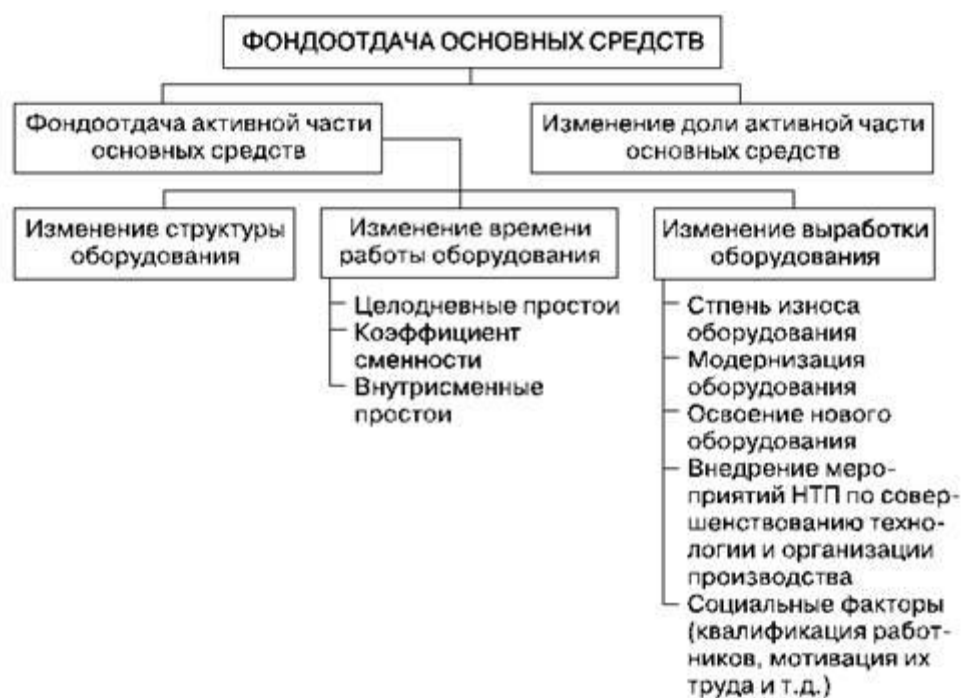 ФОНДООТДАЧА ОСНОВНЫХ СРЕДСТВ
Фондоотдача активной части
основных средств
Изменение доли активной части
основных средств
Изменение структуры
оборудования
Изменение времени
работы оборудования
Целодневные простои
Коэффициент
сменности
Внутрисменные
простои
Изменение выработки
оборудования
Стпень износа
оборудования
Модернизация
оборудования
Освоение нового
оборудования
Внедрение меро-
приятий НТП по совер-
шенствованию техно-
логии и организации
производства
Социальные факторы
(квалификация работ-
ников, мотивация их
труда и т.д.)